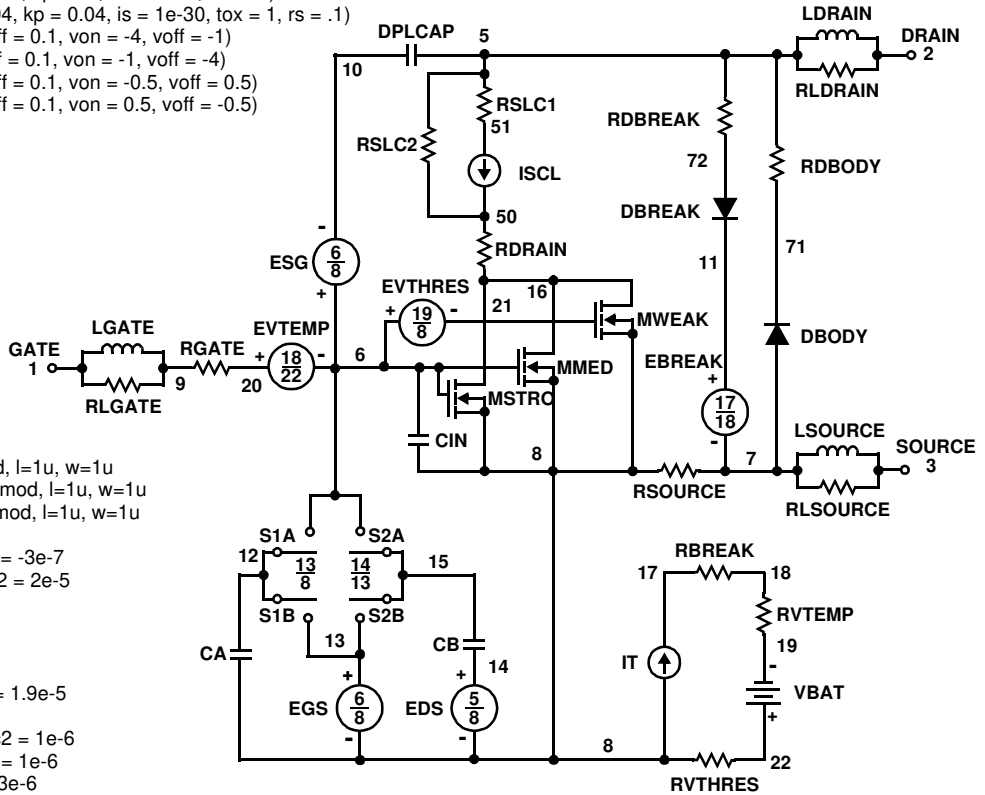 04, kp = 0.04, is = 1e-30, tox = 1, rs = .1)
ff = 0.1, von = -4, voff = -1)
f = 0.1, von = -1, voff = -4)
ff = 0.1, von = -0.5, voff = 0.5)
ff = 0.1, von = 0.5, voff = -0.5)
LDRAIN
DPLCAP
5
DRAIN
2
10
RLDRAIN
RSLC1
51
RDBREAK
RSLC2
72
RDBODY
ISCL
DBREAK
50
-
RDRAIN
71
ESG
6
8
11
+
EVTHRES
16
21
+
19
8
-
MWEAK
LGATE
EVTEMP
GATE
1
RGATE
+
18
22
-
6
MMED
EBREAK
DBODY
9
20
+
RLGATE
MSTRO
17
18
CIN
-
LSOURCE
8
7
SOURCE
3
d, l=1u, w=1u
mod, l=1u, w=1u
mod, l=1u, w=1u
RSOURCE
RLSOURCE
S1A
S2A
= -3e-7
2 = 2e-5
12
13
8
14
13
15
RBREAK
17
18
S1B
S2B
RVTEMP
13
CB
19
CA
+
+
14
IT
-
= 1.9e-5
EGS
6
8
EDS
5
8
VBAT
+
-
-
s2 = 1e-6
= 1e-6
3e-6
8
22
RVTHRES